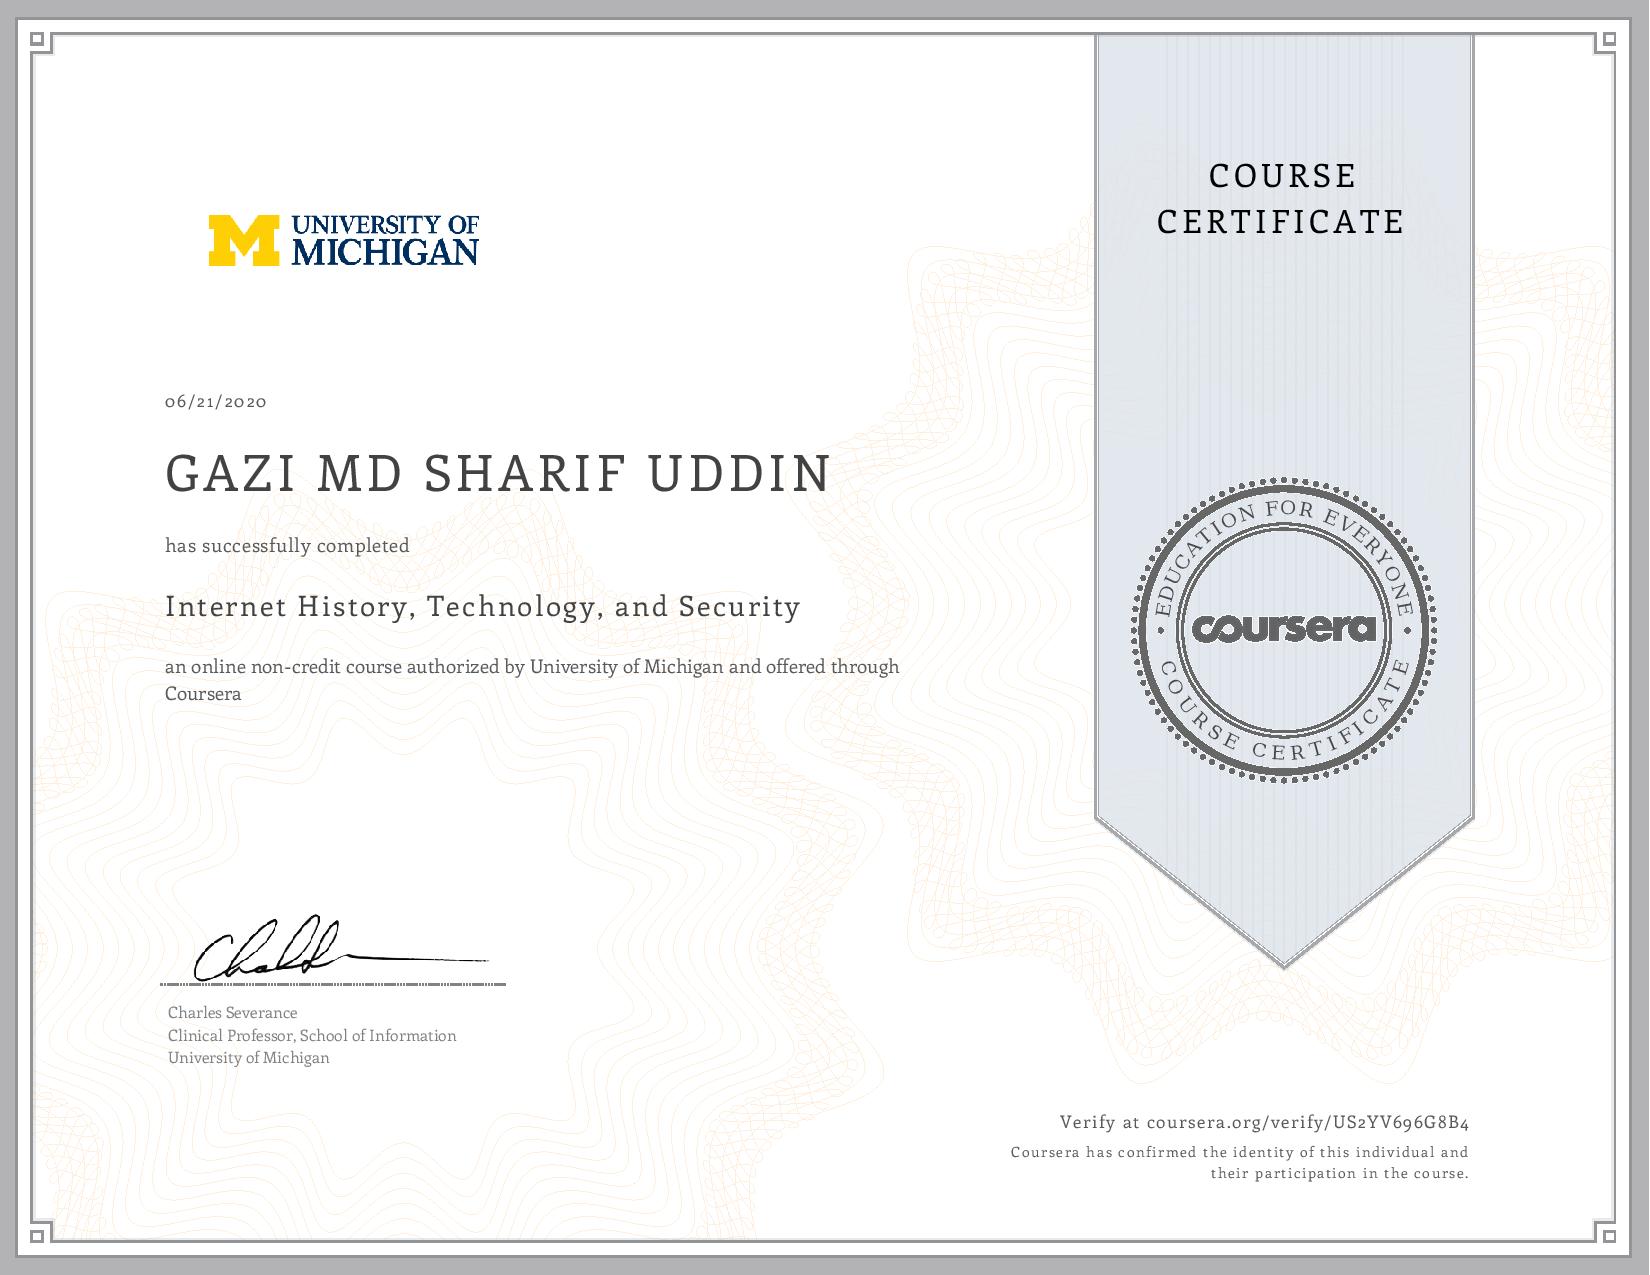 COURSE
CERTIFICATE
UNIVERSITY OF
MICHIGAN
06/21/2020
GAZI MD SHARIF UDDIN
has successfully completed
Internet History, Technology, and Security
an online non-credit course authorized by University of Michigan and offered through
Coursera
EDUCATION FOR EVERYONE
coursera
COURSE CERTIFICATE
Charles Severance
Clinical Professor, School of Information
University of Michigan
Verify at coursera.org/verify/US2YV696G8B4
Coursera has confirmed the identity of this individual and
their participation in the course.